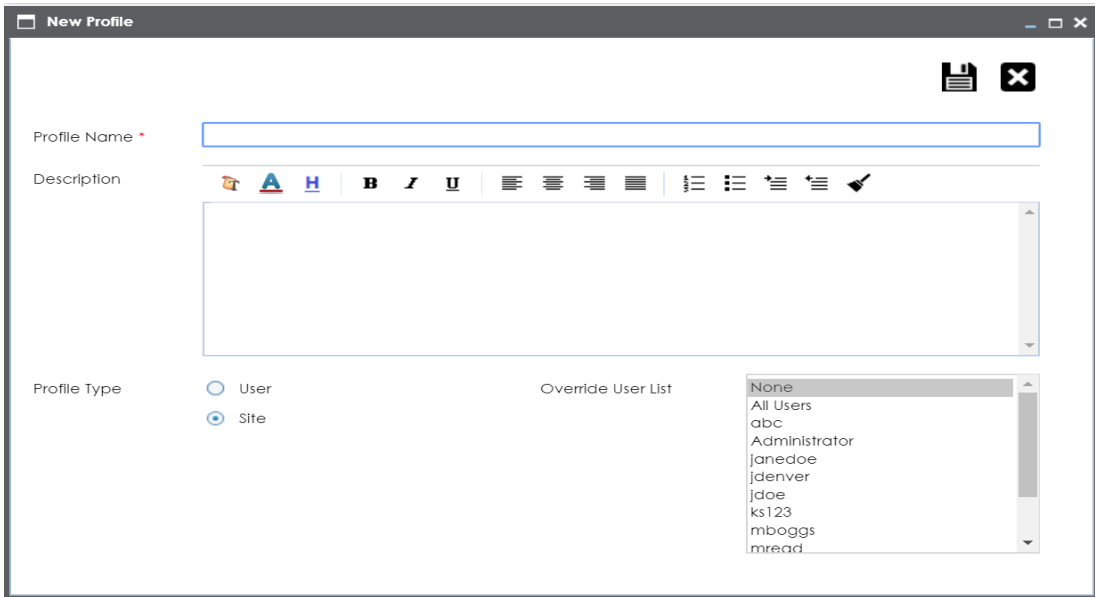 New Profile
Profile Name *
Description
A H B I U
Profile Type
User
Site
Override User List
None
All Users
abc
Administrator
janedoe
jdenver
jdoe
ks123
mboggs
mread